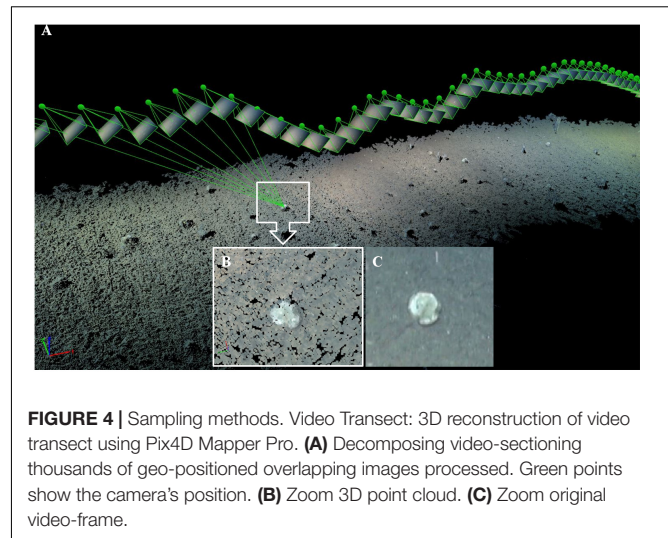 A
B
C
FIGURE 4 | Sampling methods. Video Transect: 3D reconstruction of video
transect using Pix4D Mapper Pro. (A) Decomposing video-sectioning
thousands of geo-positioned overlapping images processed. Green points
show the camera's position. (B) Zoom 3D point cloud. (C) Zoom original
video-frame.